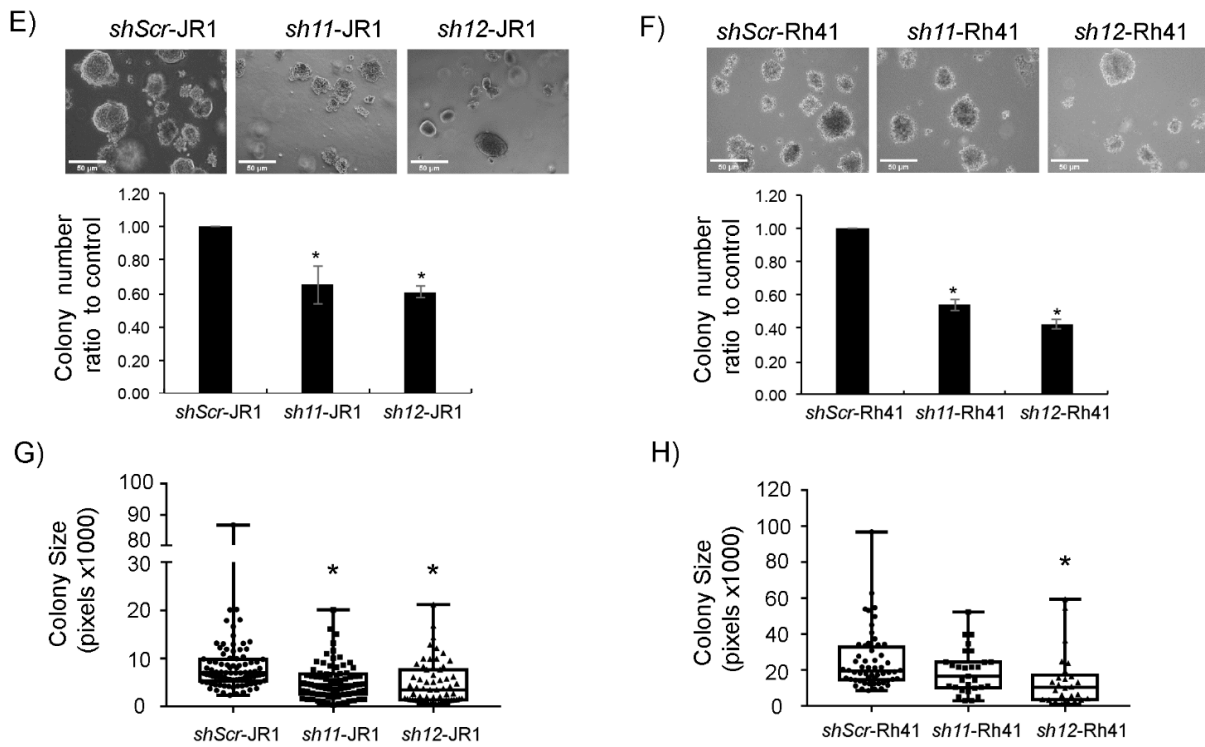 E)
shScr-JR1 sh11-JR1 sh12-JR1
50 µm 50 µm 50 µm
Colony number
ratio to control
1.20
1.00
0.80
0.60
0.40
0.20
0.00
* *
shScr-JR1 sh11-JR1 sh12-JR1
F)
shScr-Rh41 sh11-Rh41 sh12-Rh41
50 µm 50 µm 50 µm
Colony number
ratio to control
1.20
1.00
0.80
0.60
0.40
0.20
0.00
* *
shScr-Rh41 sh11-Rh41 sh12-Rh41
G)
Colony Size
(pixels x1000)
100
90
80
30
20
10
0
* *
shScr-JR1 sh11-JR1 sh12-JR1
H)
Colony Size
(pixels x1000)
120
100
80
60
40
20
0
*
shScr-Rh41 sh11-Rh41 sh12-Rh41